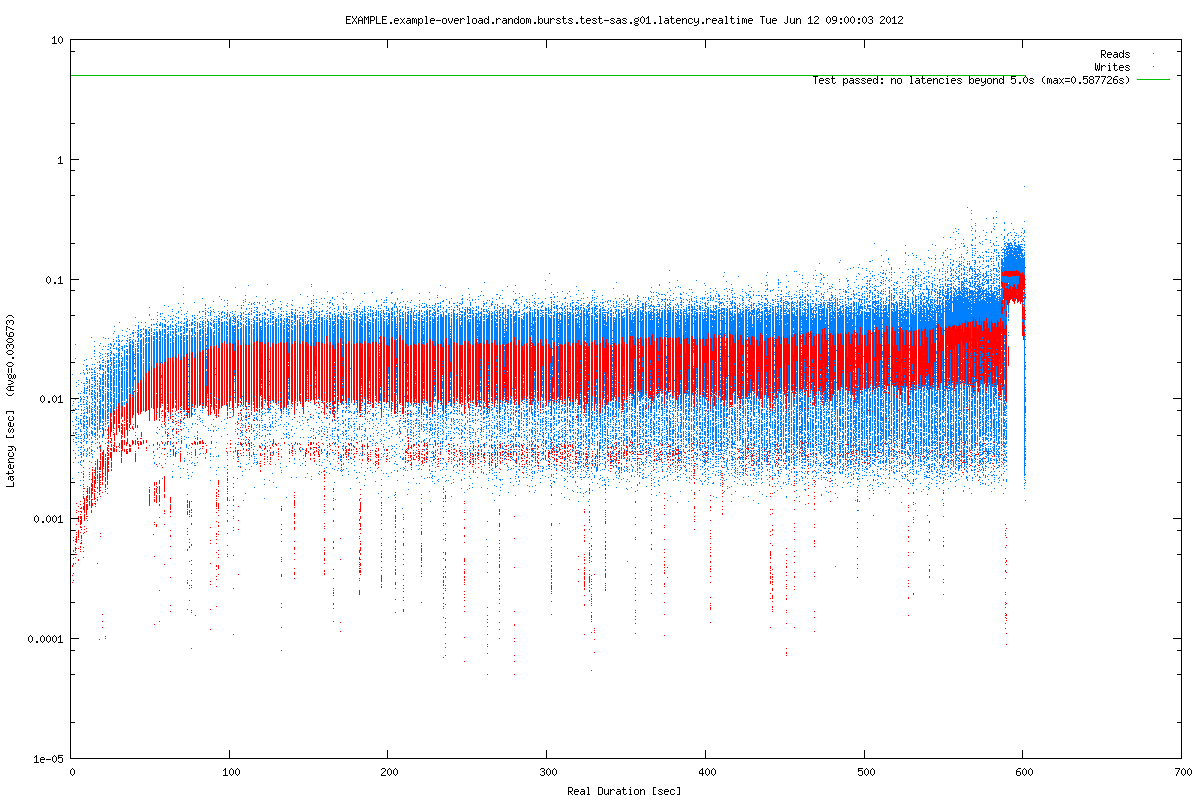 EXAMPLE.example-overload.random.bursts.test-sas.g01.latency.realtime Tue Jun 12 09:00:03 2012
Reads
Writes
Test passed: no latencies beyond 5.0s (max=0.587726s)
10
1
0.1
0.01
0.001
0.0001
1e-05
Latency [sec] (Avg=0.030673)
0 100 200 300 400 500 600 700
Real Duration [sec]